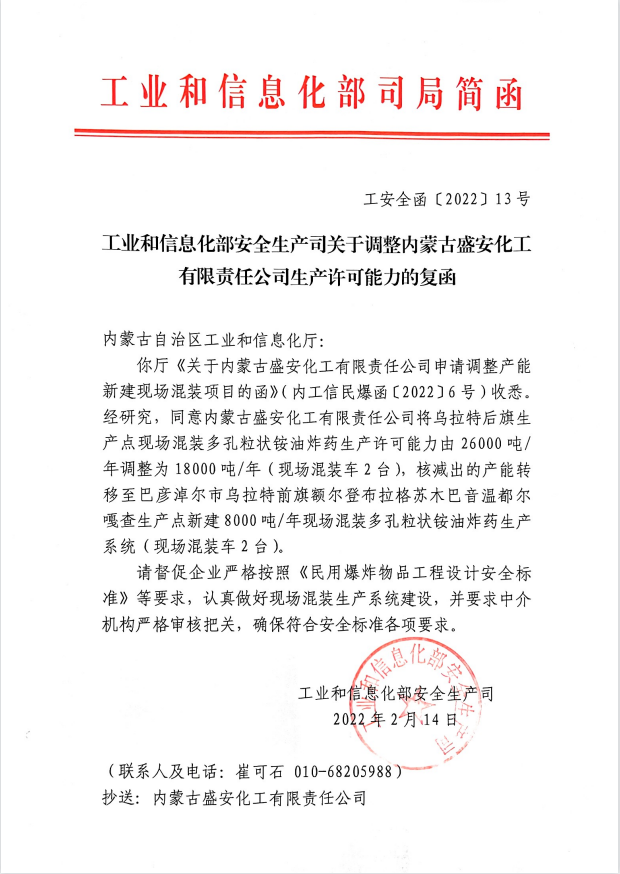 工业和信息化部司局简函
工安全函〔2022〕13号
工业和信息化部安全生产司关于调整内蒙古盛安化工
有限责任公司生产许可能力的复函
内蒙古自治区工业和信息化厅：
你厅《关于内蒙古盛安化工有限责任公司申请调整产能
新建现场混装项目的函》（内工信民爆函〔2022〕6号）收悉。
经研究，同意内蒙古盛安化工有限责任公司将乌拉特后旗生
产点现场混装多孔粒状铵油炸药生产许可能力由26000吨/
年调整为18000吨/年（现场混装车2台），核减出的产能转
移至巴彦淖尔市乌拉特前旗额尔登布拉格苏木巴音温都尔
嘎查生产点新建8000吨/年现场混装多孔粒状铵油炸药生产
系统（现场混装车2台）。
请督促企业严格按照《民用爆炸物品工程设计安全标
准》等要求，认真做好现场混装生产系统建设，并要求中介
机构严格审核把关，确保符合安全标准各项要求。
工业和信息化部安全生产司
2022年2月14日
工业和信息化部安全生产司
（联系人及电话：崔可石 010-68205988）
抄送：内蒙古盛安化工有限责任公司